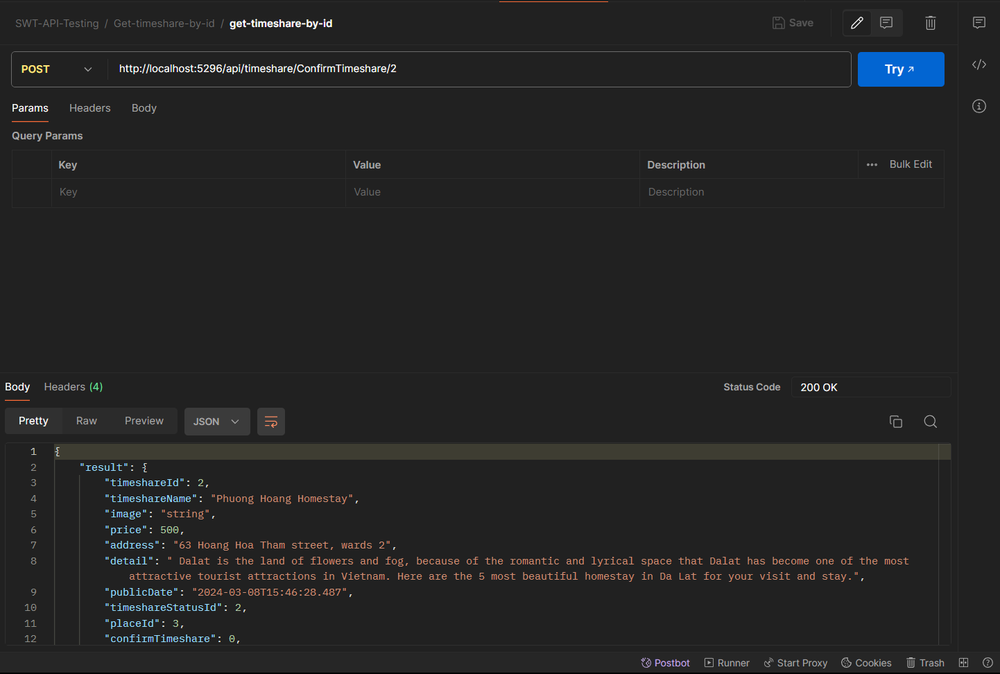 SWT-API-Testing / Get-timeshare-by-id / get-timeshare-by-id Save
POST http://localhost:5296/api/timeshare/ConfirmTimeshare/2 Try
Params Headers Body
Query Params
Key Value Description Bulk Edit
Key Value Description
Body Headers (4) Status Code 200 OK
Pretty Raw Preview JSON
1 {
2 "result": {
3 "timeshareId": 2,
4 "timeshareName": "Phuong Hoang Homestay",
5 "image": "string",
6 "price": 500,
7 "address": "63 Hoang Hoa Tham street, wards 2",
8 "detail": " Dalat is the land of flowers and fog, because of the romantic and lyrical space that Dalat has become one of the most
attractive tourist attractions in Vietnam. Here are the 5 most beautiful homestay in Da Lat for your visit and stay.",
9 "publicDate": "2024-03-08T15:46:28.487",
10 "timeshareStatusId": 2,
11 "placeId": 3,
12 "confirmTimeshare": 0,
Postbot Runner Start Proxy Cookies Trash